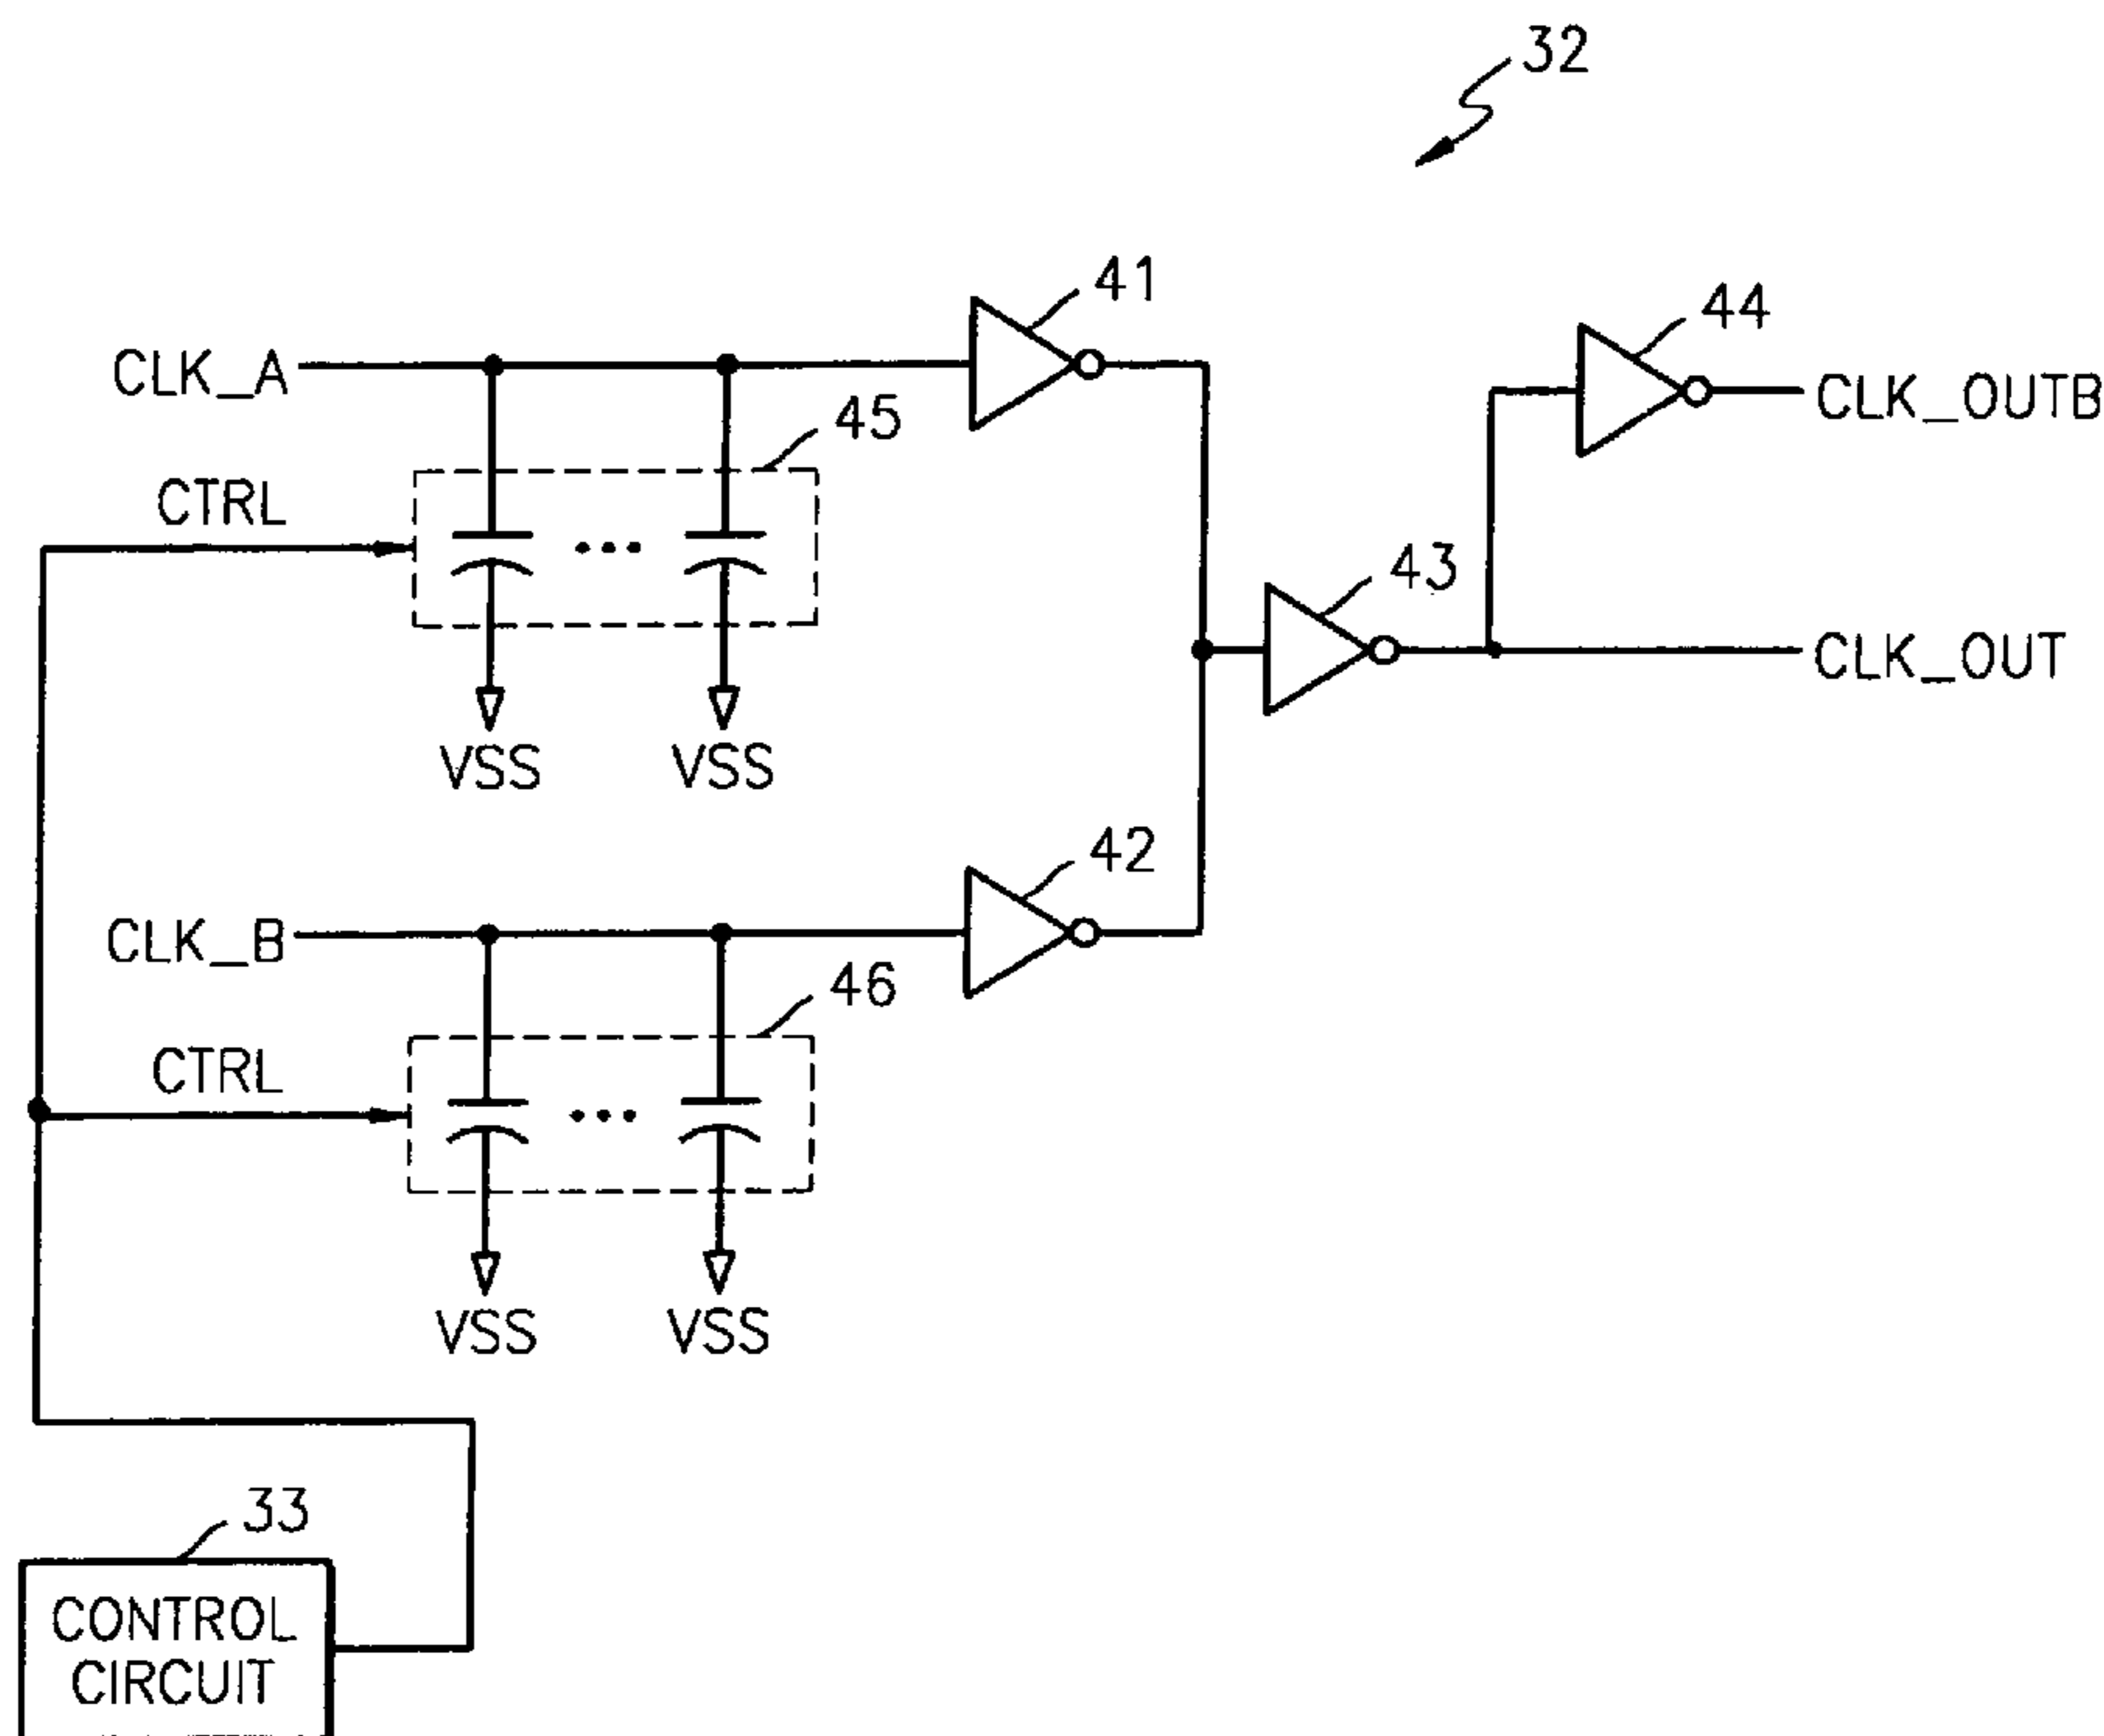 32
41
44
CLK_A
CLK_OUTB
45
CTRL
43
CLK_OUT
VSS VSS
42
CLK_B
46
CTRL
VSS VSS
33
CONTROL
CIRCUIT